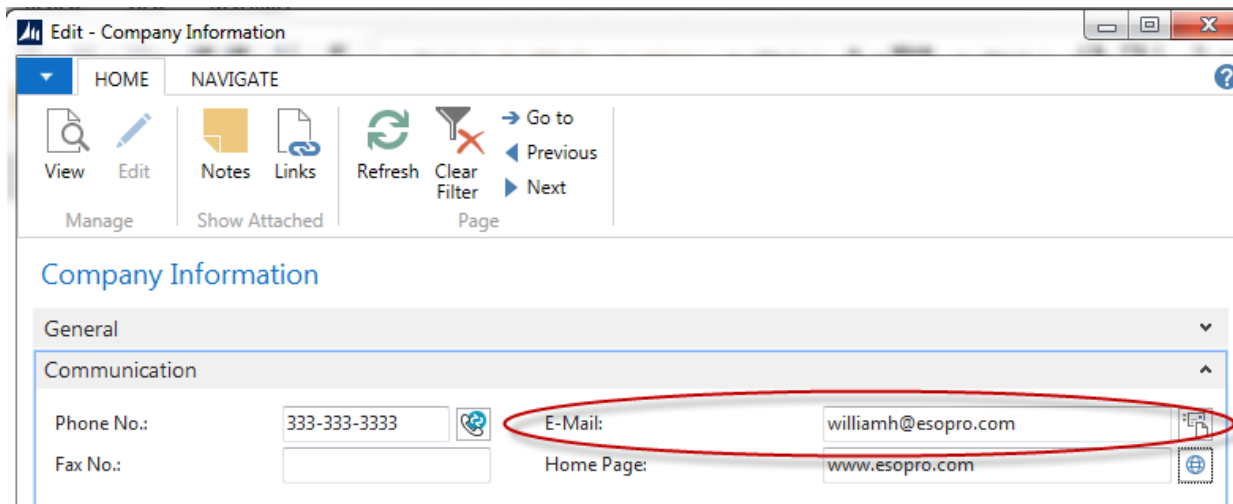 Edit - Company Information
HOME NAVIGATE
View Edit Notes Links Refresh Clear Filter
Go to
Previous
Next
Manage Show Attached Page
Company Information
General
Communication
Phone No.: 333-333-3333 E-Mail: williamh@esopro.com
Fax No.: Home Page: www.esopro.com